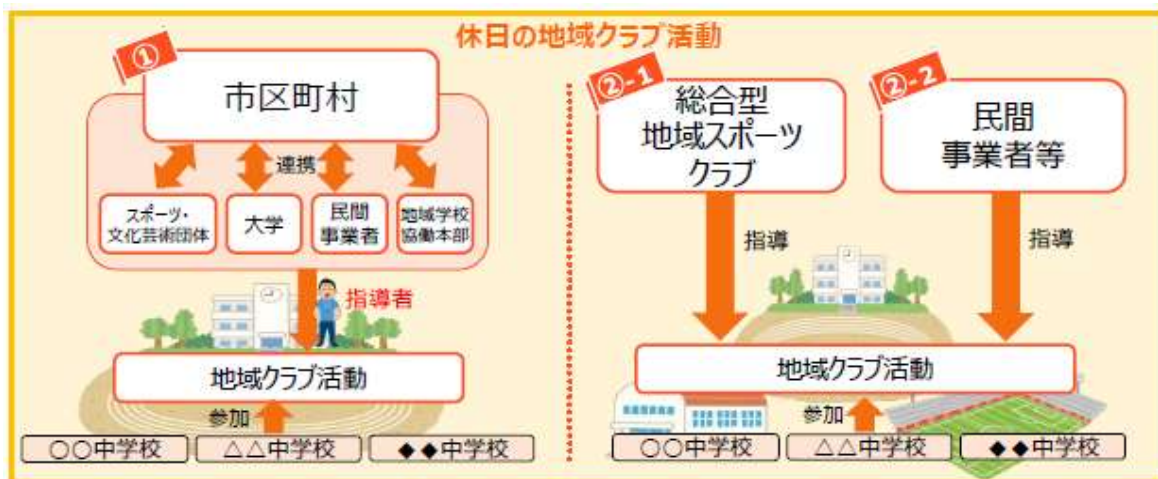 休日の地域クラブ活動
①
市区町村
連携
スポーツ・
文化芸術団体
大学
民間
事業者
地域学校
協働本部
指導者
地域クラブ活動
参加
○○中学校
△△中学校
◆◆中学校
②-1
総合型
地域スポーツ
クラブ
②-2
民間
事業者等
指導
指導
地域クラブ活動
参加
○○中学校
△△中学校
◆◆中学校